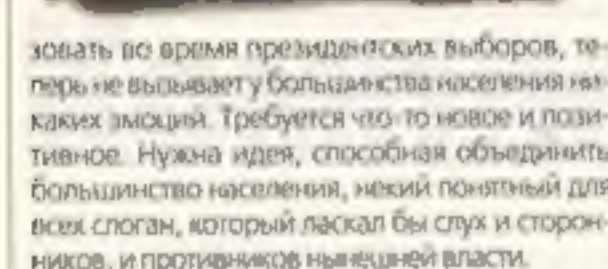 зовать во время президентских выборов, те-
перь не вызывает у большинства населения ни-
каких эмоций. Требуется что-то новое и пози-
тивное. Нужна идея, способная объединить
большинство населения, некий понятный для
всех слоган, который ласкал бы слух и сторон-
ников, и противников нынешней власти.